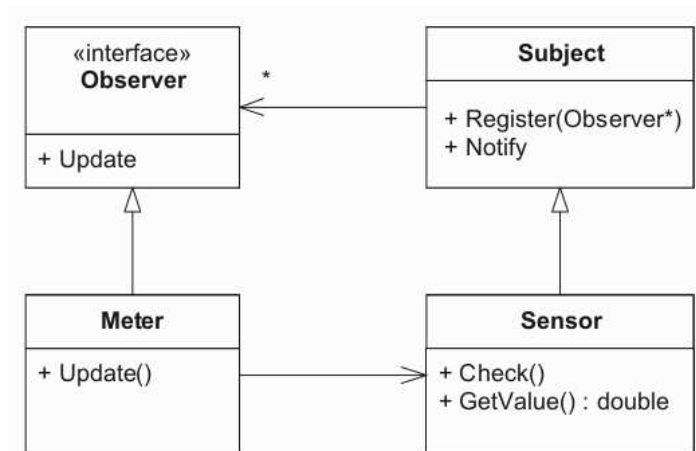 «interface»
Observer
+ Update
*
Subject
+ Register(Observer*)
+ Notify
Meter
+ Update()
Sensor
+ Check()
+ GetValue() : double